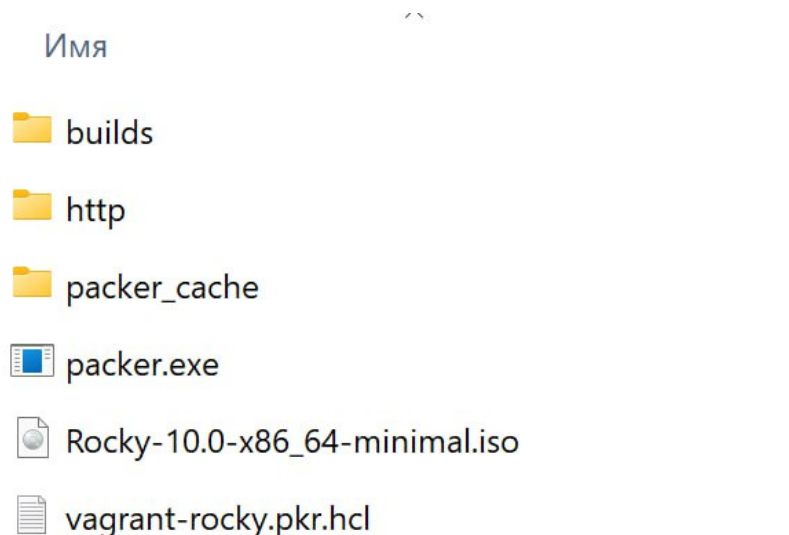 Имя
builds
http
packer_cache
packer.exe
Rocky-10.0-x86_64-minimal.iso
vagrant-rocky.pkr.hcl